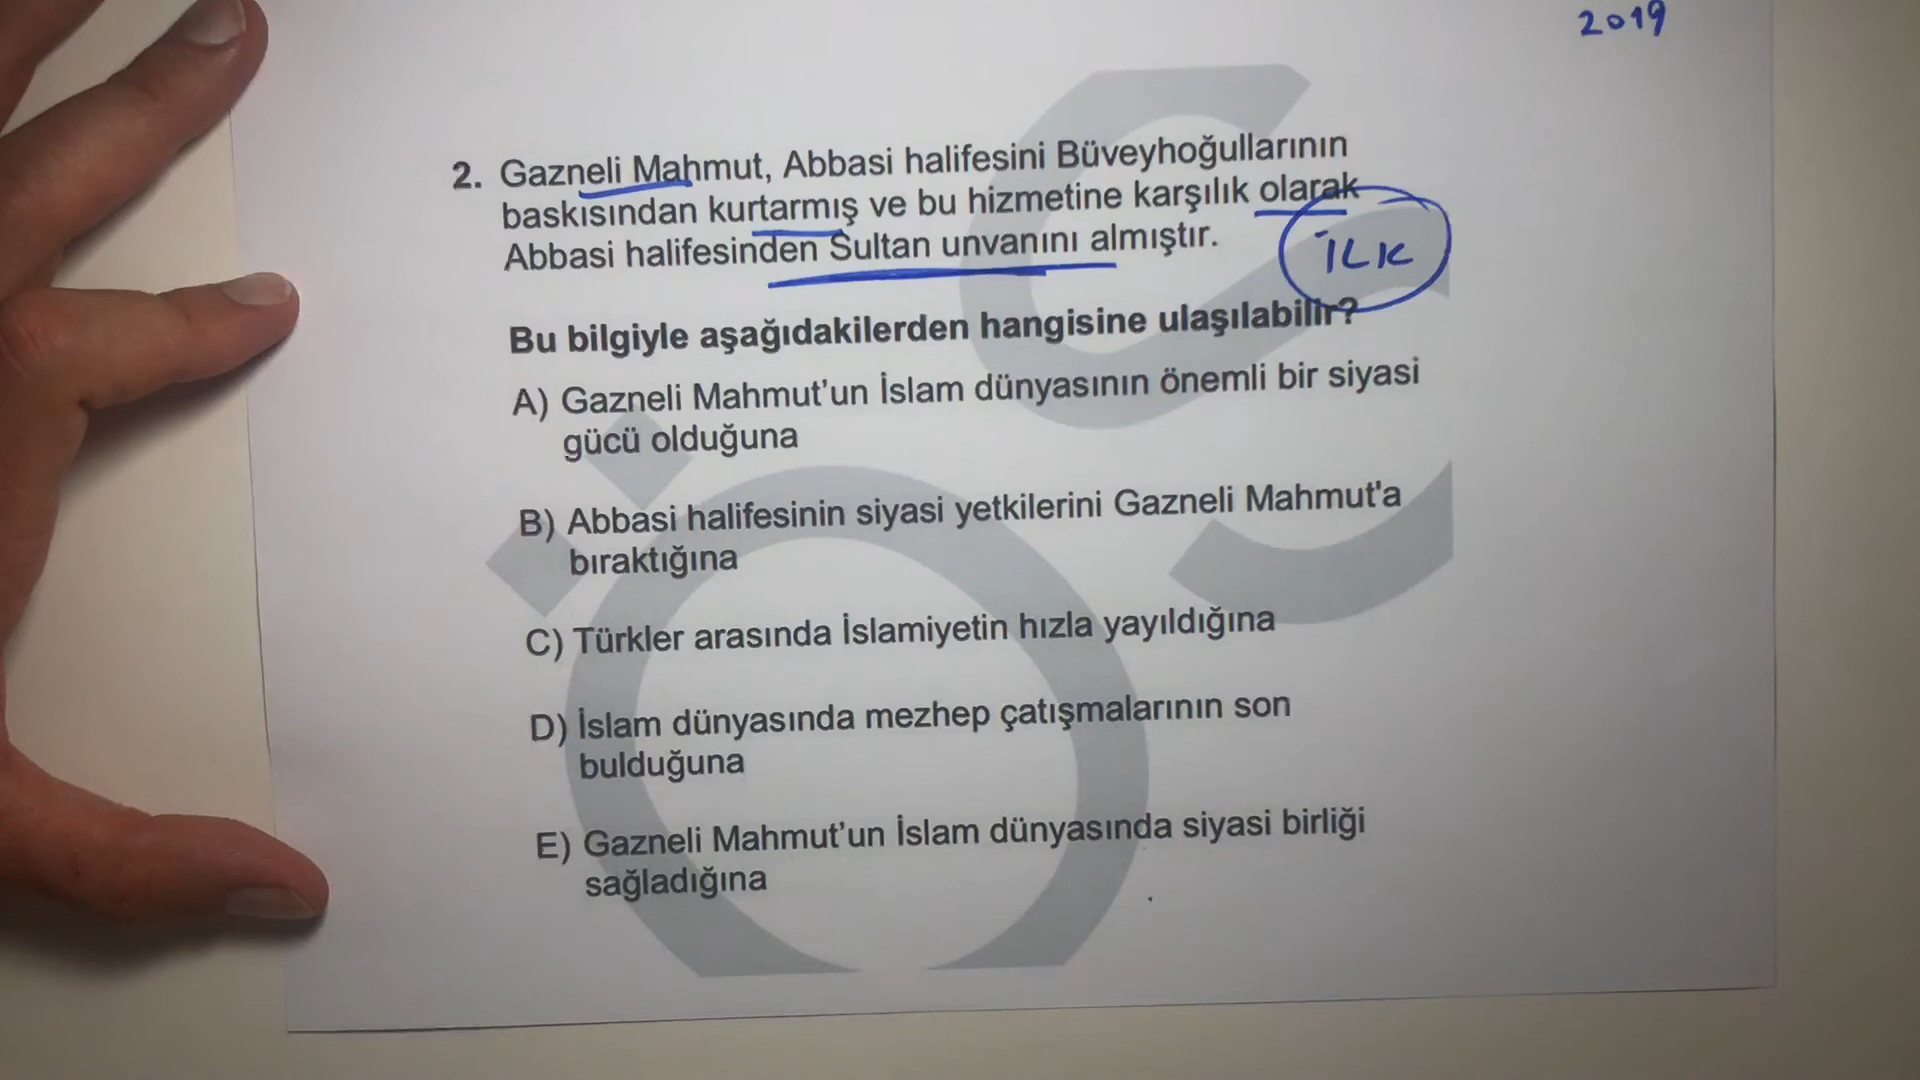 2019
2. Gazneli Mahmut, Abbasi halifesini Büveyhoğullarının
baskısından kurtarmış ve bu hizmetine karşılık olarak
Abbasi halifesinden Sultan unvanını almıştır.
İLK
Bu bilgiyle aşağıdakilerden hangisine ulaşılabilir?
A) Gazneli Mahmut’un İslam dünyasının önemli bir siyasi
gücü olduğuna
B) Abbasi halifesinin siyasi yetkilerini Gazneli Mahmut'a
bıraktığına
C) Türkler arasında İslamiyetin hızla yayıldığına
D) İslam dünyasında mezhep çatışmalarının son
bulduğuna
E) Gazneli Mahmut’un İslam dünyasında siyasi birliği
sağladığına